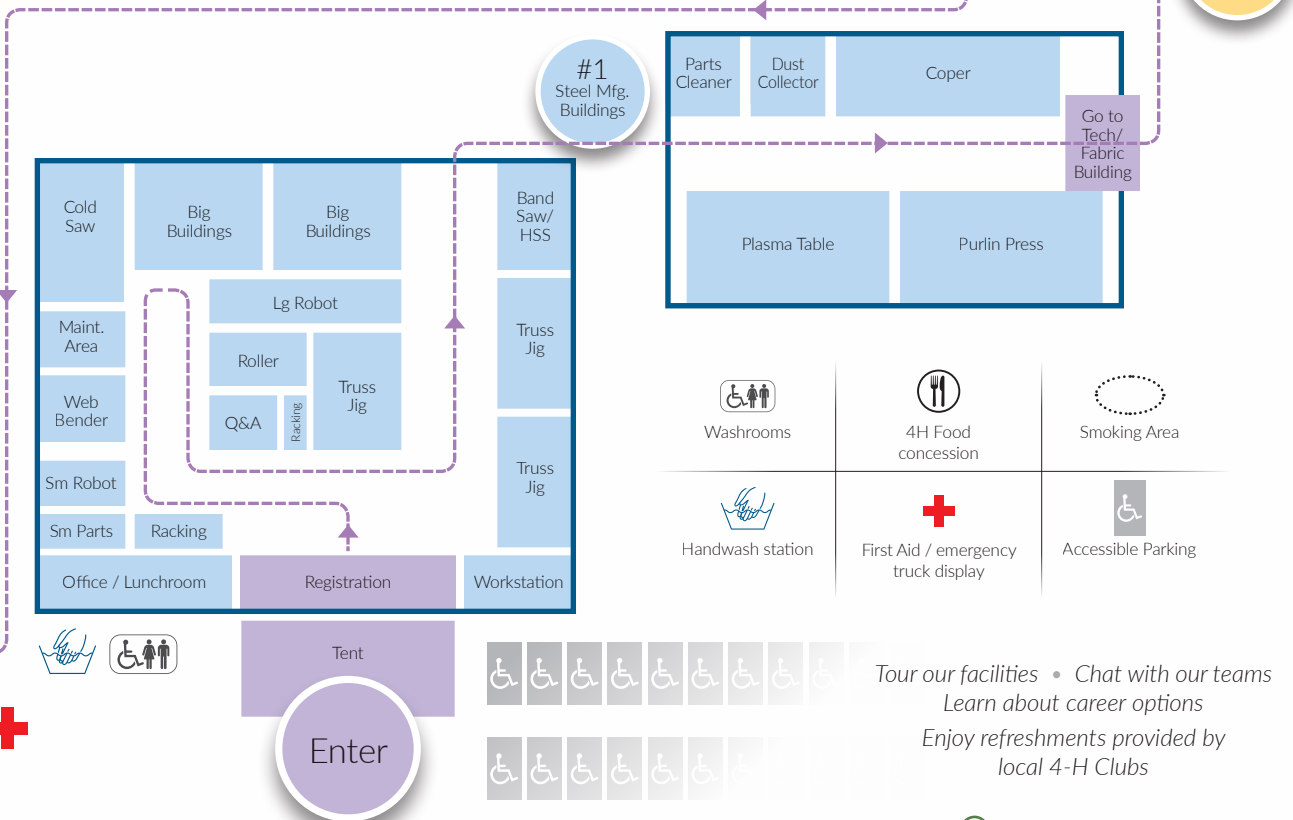 #1
Steel Mfg.
Buildings
Parts
Cleaner
Dust
Collector
Coper
Go to
Tech/
Fabric
Building
Plasma Table
Purlin Press
Cold
Saw
Big
Buildings
Big
Buildings
Band
Saw/
HSS
Lg Robot
Maint.
Area
Roller
Truss
Jig
Truss
Jig
Web
Bender
Q&A
Racking
Sm Robot
Truss
Jig
Sm Parts
Racking
Office / Lunchroom
Registration
Workstation
Tent
Enter
Washrooms
4H Food
concession
Smoking Area
Handwash station
First Aid / emergency
truck display
Accessible Parking
Tour our facilities • Chat with our teams
Learn about career options
Enjoy refreshments provided by
local 4-H Clubs